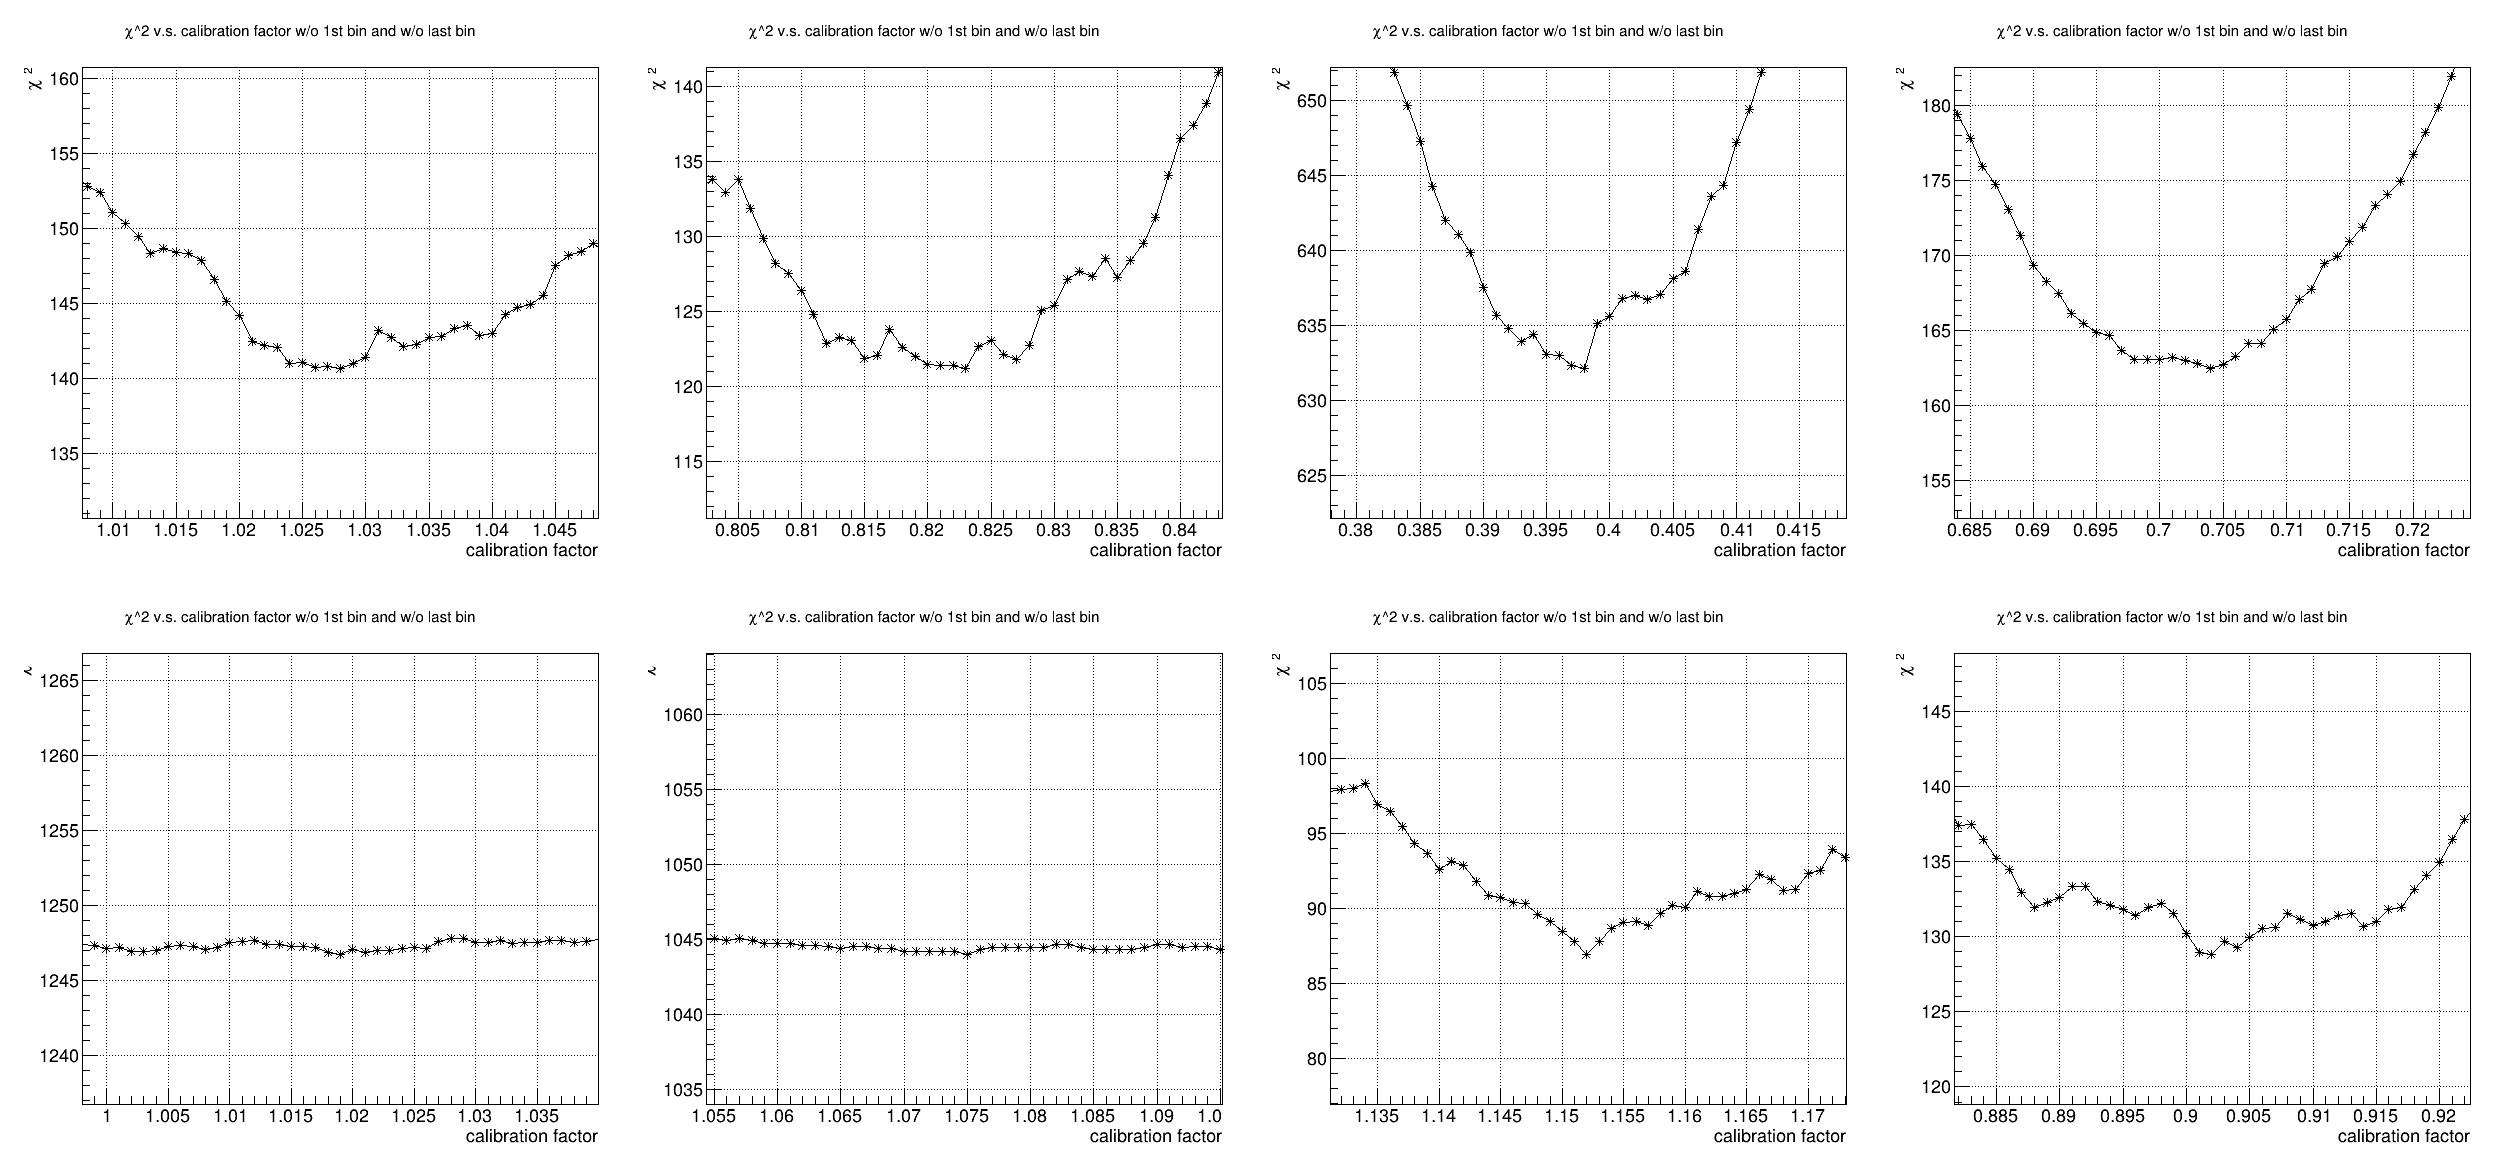 χ^2 v.s. calibration factor w/o 1st bin and w/o last bin
χ 2
160
155
150
145
140
135
1.01 1.015 1.02 1.025 1.03 1.035 1.04 1.045
calibration factor
χ^2 v.s. calibration factor w/o 1st bin and w/o last bin
χ 2
140
135
130
125
120
115
0.805 0.81 0.815 0.82 0.825 0.83 0.835 0.84
calibration factor
χ^2 v.s. calibration factor w/o 1st bin and w/o last bin
χ 2
650
645
640
635
630
625
0.38 0.385 0.39 0.395 0.4 0.405 0.41 0.415
calibration factor
χ^2 v.s. calibration factor w/o 1st bin and w/o last bin
χ 2
180
175
170
165
160
155
0.685 0.69 0.695 0.7 0.705 0.71 0.715 0.72
calibration factor
χ^2 v.s. calibration factor w/o 1st bin and w/o last bin
1265
1260
1255
1250
1245
1240
1 1.005 1.01 1.015 1.02 1.025 1.03 1.035
calibration factor
χ^2 v.s. calibration factor w/o 1st bin and w/o last bin
1060
1055
1050
1045
1040
1035
1.055 1.06 1.065 1.07 1.075 1.08 1.085 1.09 1.0
calibration factor
χ^2 v.s. calibration factor w/o 1st bin and w/o last bin
χ 2
105
100
95
90
85
80
1.135 1.14 1.145 1.15 1.155 1.16 1.165 1.17
calibration factor
χ^2 v.s. calibration factor w/o 1st bin and w/o last bin
χ 2
145
140
135
130
125
120
0.885 0.89 0.895 0.9 0.905 0.91 0.915 0.92
calibration factor